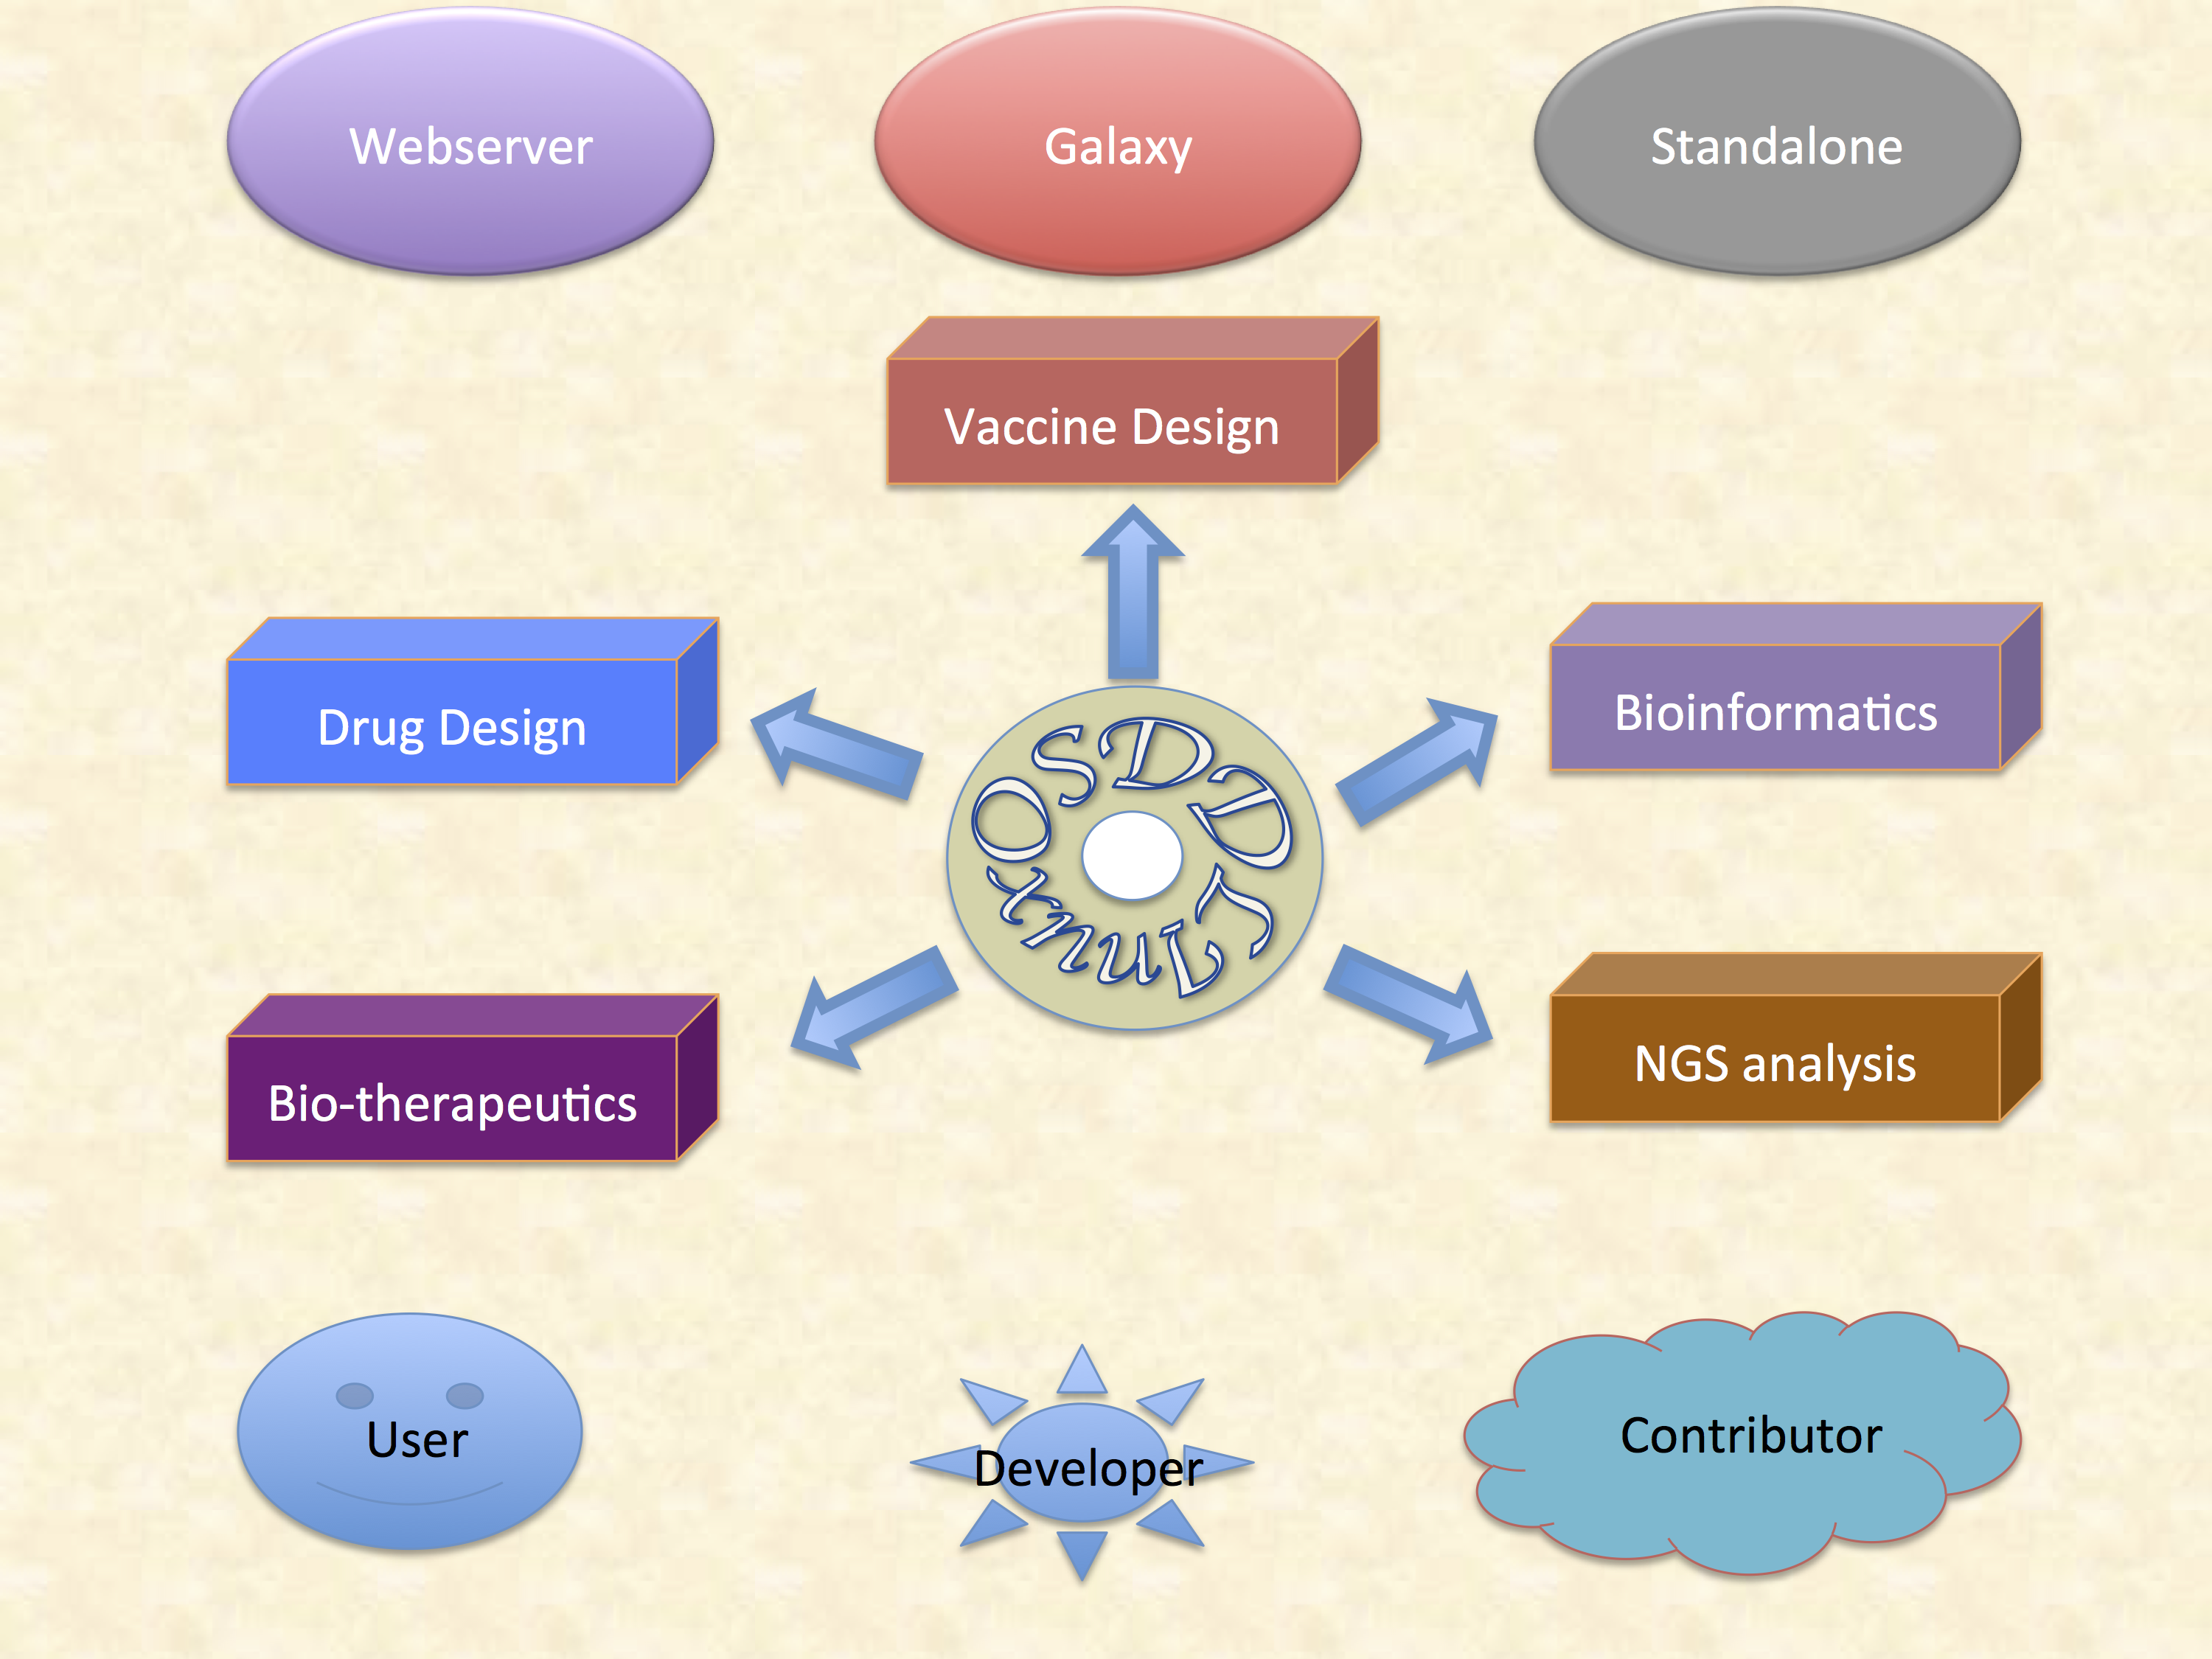 Webserver
Galaxy
Standalone
Vaccine Design
Drug Design
Bioinformatics
OSDDLinux
Bio-therapeutics
NGS analysis
User
Developer
Contributor